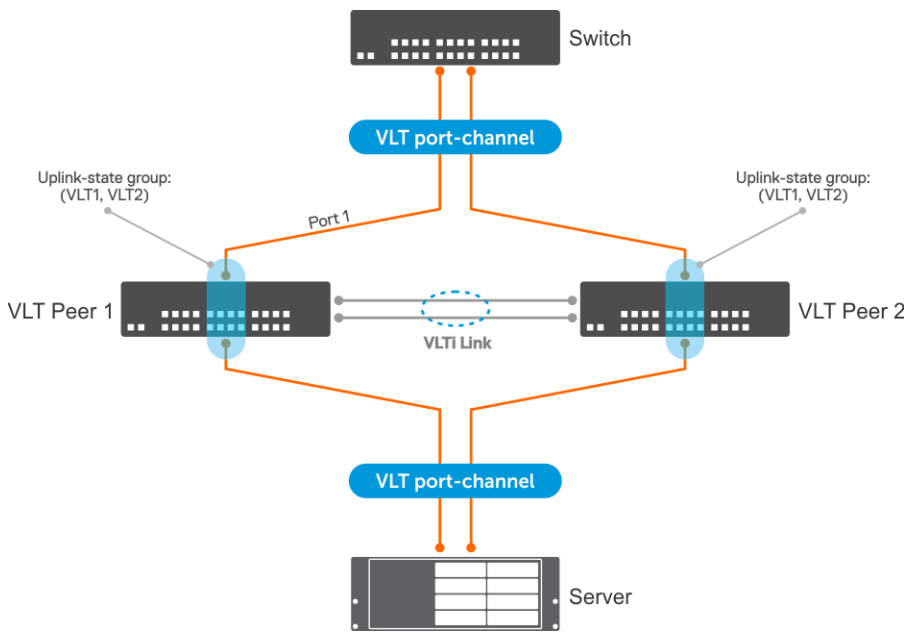 Switch
VLT port-channel
Uplink-state group:
(VLT1, VLT2)
Uplink-state group:
(VLT1, VLT2)
Port 1
VLT Peer 1
VLT Peer 2
VLTi Link
VLT port-channel
Server